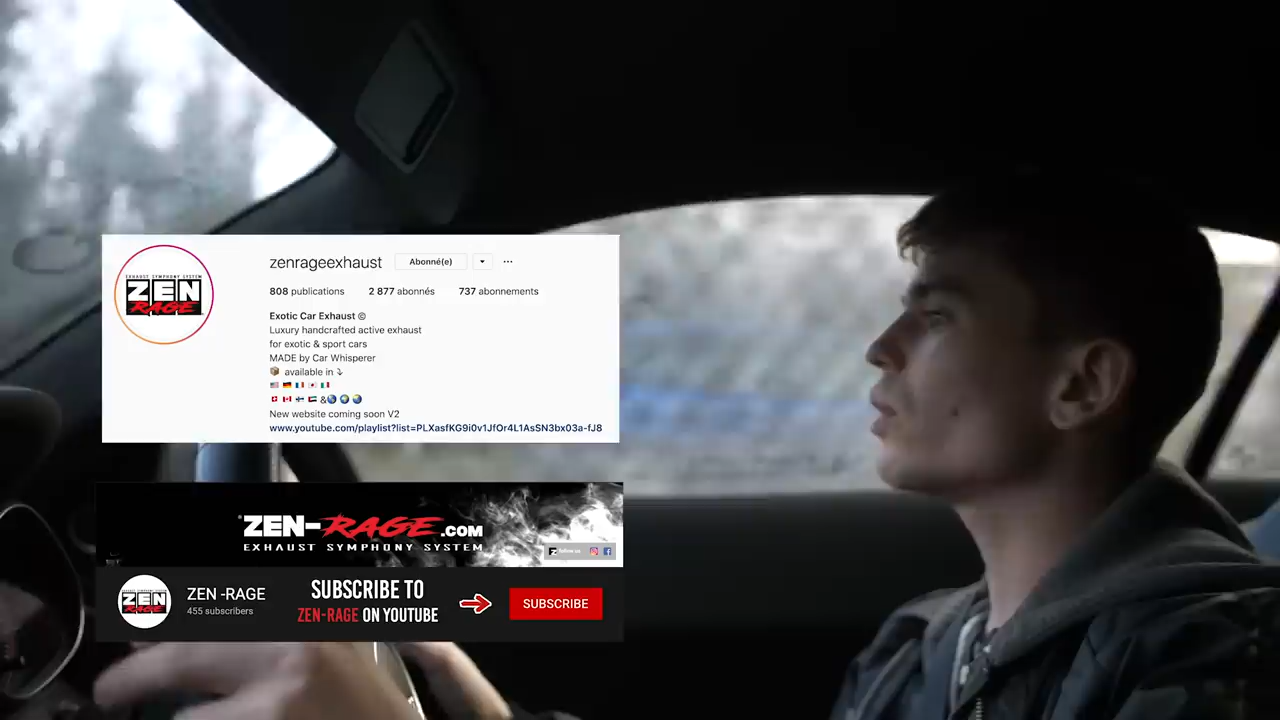 EXHAUST SYMPHONY SYSTEM
ZEN
RAGE
zenrageexhaust
Abonné(e)
808 publications 2 877 abonnés 737 abonnements
Exotic Car Exhaust ©
Luxury handcrafted active exhaust
for exotic & sport cars
MADE by Car Whisperer
📦 available in ⤵
🇺🇸 🇩🇪 🇫🇷 🇯🇵 🇮🇹
🇨🇭 🇨🇦 🇫🇮 🇦🇪 &🌏 🌍 🌎
New website coming soon V2
www.youtube.com/playlist?list=PLXasfKG9i0v1JfOr4L1AsSN3bx03a-fJ8
ZEN-RAGE.COM
EXHAUST SYMPHONY SYSTEM
follow us
ZEN
RAGE
ZEN -RAGE
455 subscribers
SUBSCRIBE TO
ZEN-RAGE ON YOUTUBE
SUBSCRIBE